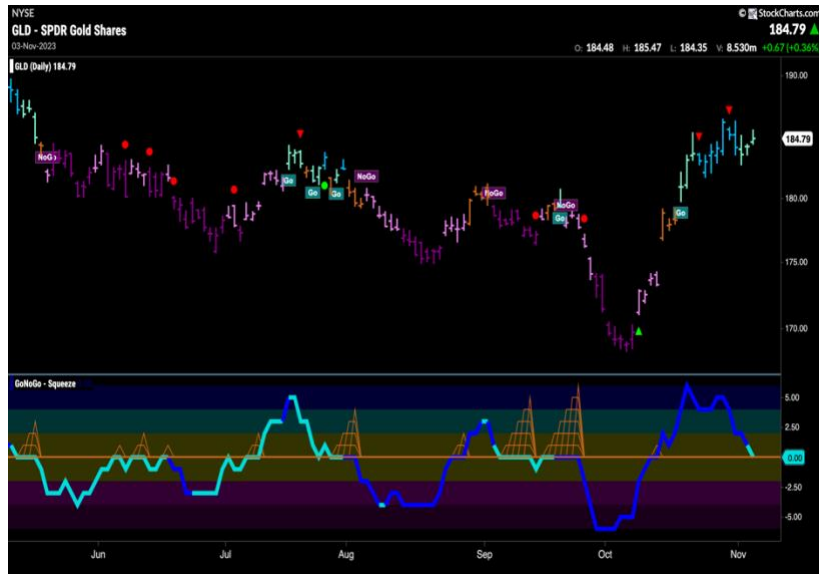 NYSE
© StockCharts.com
GLD - SPDR Gold Shares
184.79
03-Nov-2023
O: 184.48 H: 185.47 L: 184.35 V: 8.530m +0.67 (+0.36%
GLD (Daily) 184.79
190.00
184.79
180.00
175.00
170.00
NoGo
Go
Go
Go
NoGo
NoGo
Go
NoGo
Go
GoNoGo - Squeeze
5.00
2.50
0.00
-2.50
-5.00
Jun Jul Aug Sep Oct Nov